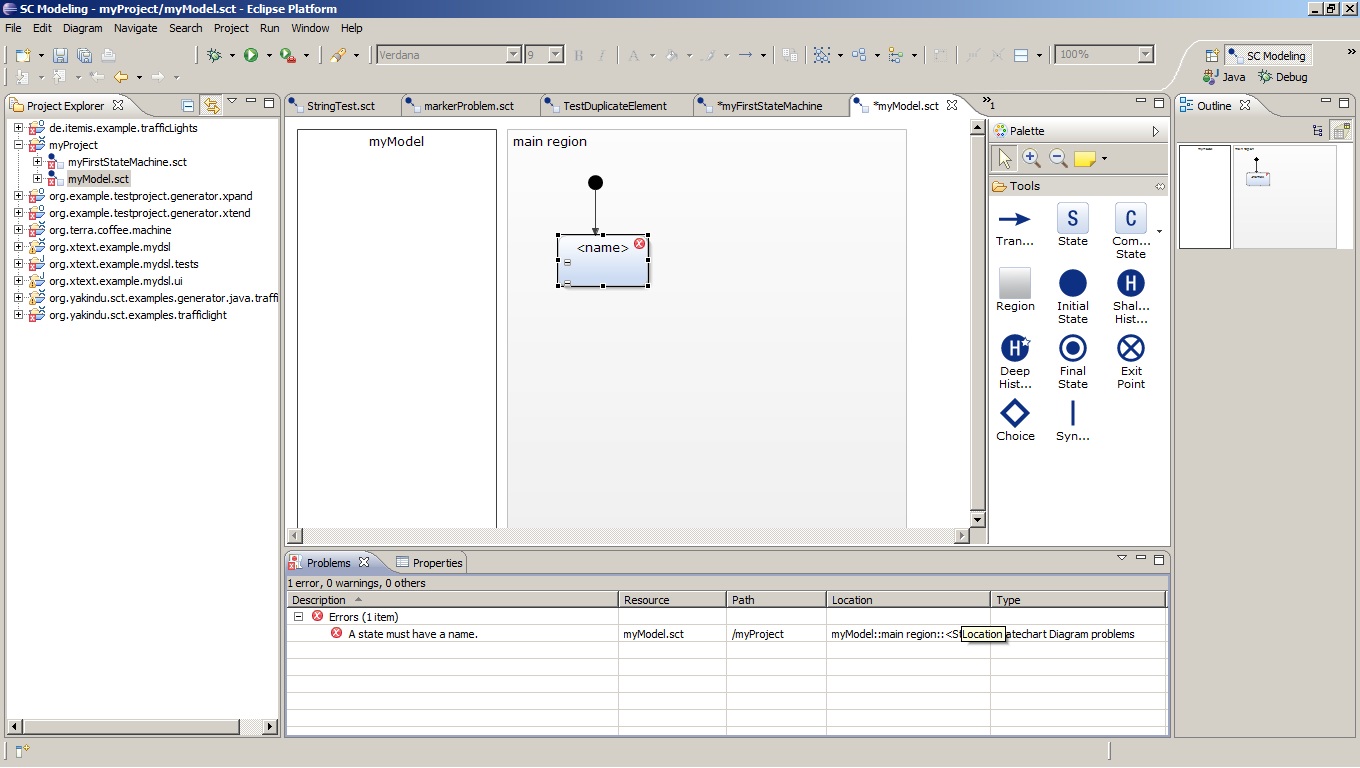 SC Modeling - myProject/myModel.sct - Eclipse Platform
File Edit Diagram Navigate Search Project Run Window Help
Verdana 9 B I A 100%
SC Modeling
Java Debug
Project Explorer
de.itemis.example.trafficLights
myProject
myFirstStateMachine.sct
myModel.sct
org.example.testproject.generator.xpand
org.example.testproject.generator.xtend
org.terra.coffee.machine
org.xtext.example.mydsl
org.xtext.example.mydsl.tests
org.xtext.example.mydsl.ui
org.yakindu.sct.examples.generator.java.traffi
org.yakindu.sct.examples.trafficlight
StringTest.sct markerProblem.sct TestDuplicateElement *myFirstStateMachine *myModel.sct »1
myModel
main region
<name>
Palette
Tools
Tran...
S
State
C
Com...
State
Region
Initial
State
H
Shal...
Hist...
H*
Deep
Hist...
Final
State
Exit
Point
Choice
Syn...
Outline
Problems Properties
1 error, 0 warnings, 0 others
Description Resource Path Location Type
Errors (1 item)
A state must have a name. myModel.sct /myProject myModel::main region::<St Location atechart Diagram problems